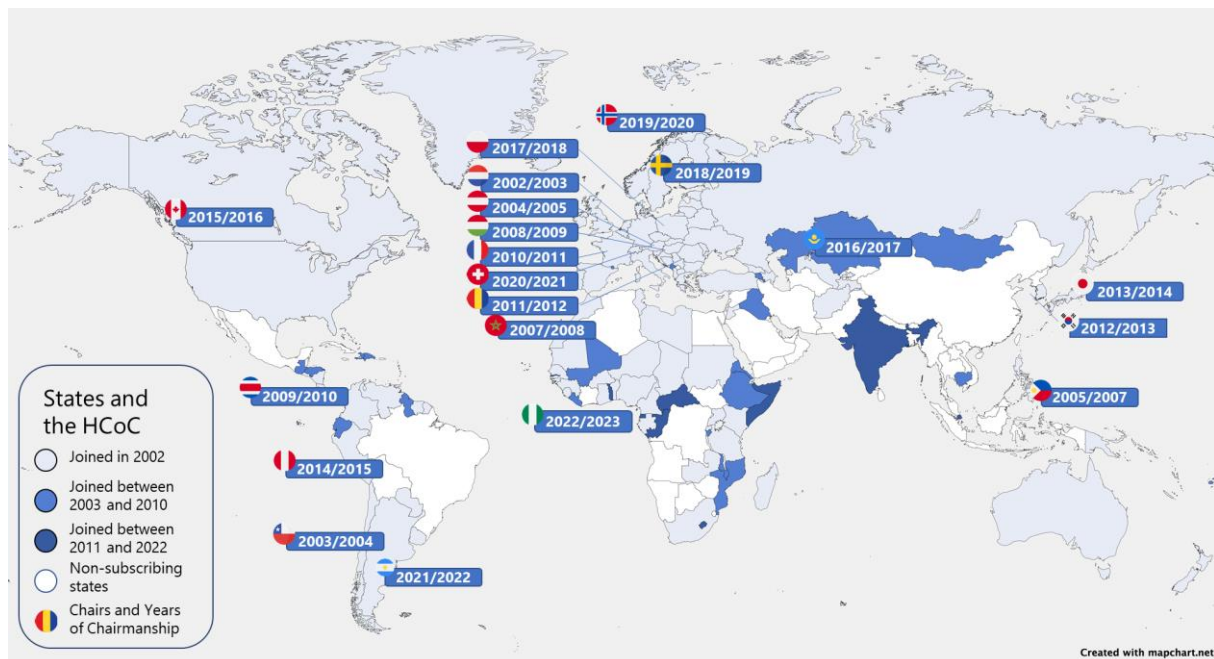 2019/2020
2017/2018
2018/2019
2002/2003
2004/2005
2015/2016
2008/2009
2010/2011
2016/2017
2020/2021
2013/2014
2011/2012
2012/2013
2007/2008
2009/2010
2005/2007
2022/2023
2014/2015
2003/2004
2021/2022
States and
the HCoC
Joined in 2002
Joined between
2003 and 2010
Joined between
2011 and 2022
Non-subscribing
states
Chairs and Years
of Chairmanship
Created with mapchart.net